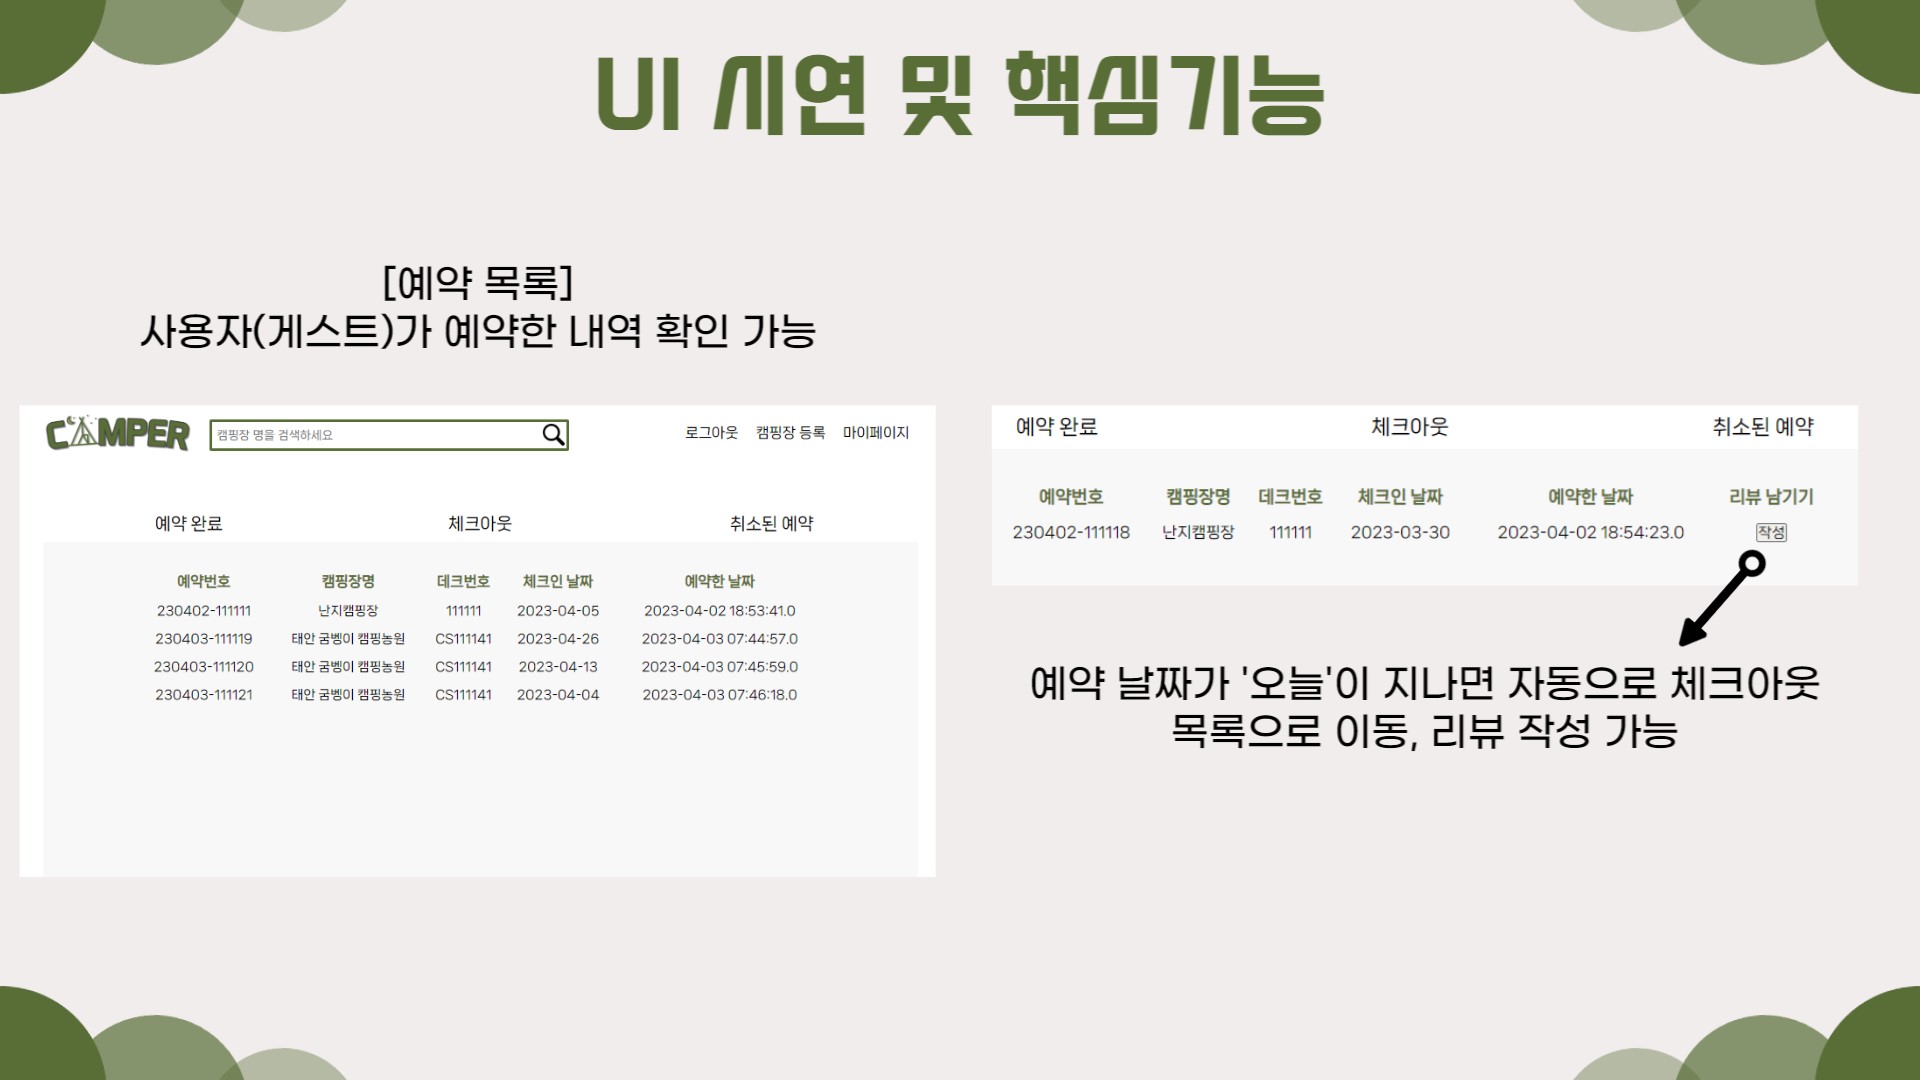 UI 시연 및 핵심기능
[예약 목록]
사용자(게스트)가 예약한 내역 확인 가능
CAMPER
캠핑장 명을 검색하세요
로그아웃 캠핑장 등록 마이페이지
예약 완료 체크아웃 취소된 예약
예약번호 캠핑장명 데크번호 체크인 날짜 예약한 날짜
230402-111111 난지캠핑장 111111 2023-04-05 2023-04-02 18:53:41.0
230403-111119 태안 굼벵이 캠핑농원 CS111141 2023-04-26 2023-04-03 07:44:57.0
230403-111120 태안 굼벵이 캠핑농원 CS111141 2023-04-13 2023-04-03 07:45:59.0
230403-111121 태안 굼벵이 캠핑농원 CS111141 2023-04-04 2023-04-03 07:46:18.0
예약 완료 체크아웃 취소된 예약
예약번호 캠핑장명 데크번호 체크인 날짜 예약한 날짜 리뷰 남기기
230402-111118 난지캠핑장 111111 2023-03-30 2023-04-02 18:54:23.0 작성
예약 날짜가 '오늘'이 지나면 자동으로 체크아웃
목록으로 이동, 리뷰 작성 가능